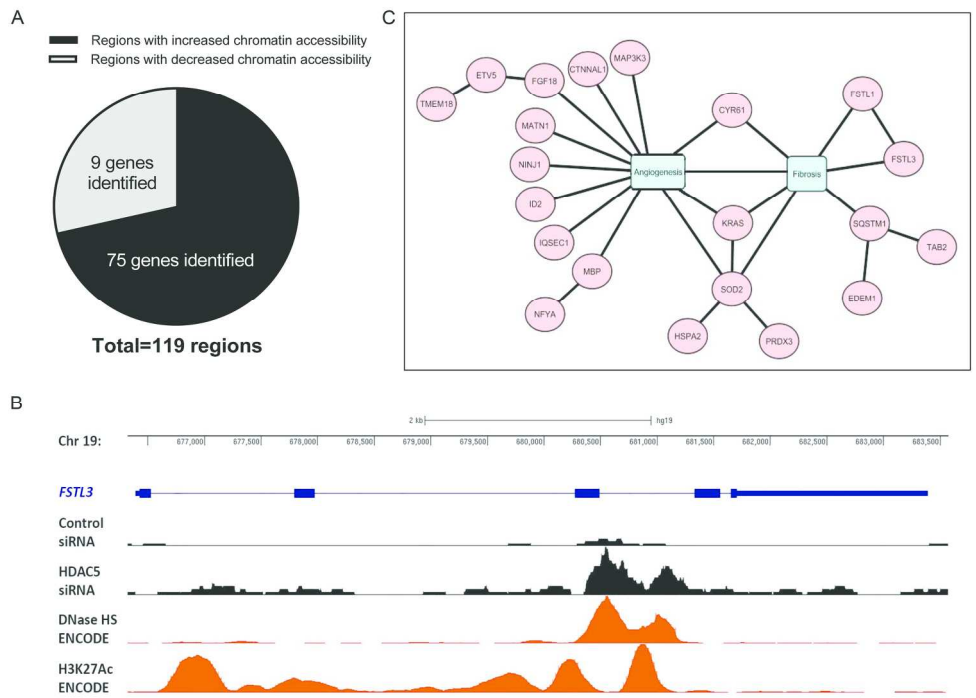 A
Regions with increased chromatin accessibility
Regions with decreased chromatin accessibility
9 genes
identified
75 genes identified
Total=119 regions
C
MAP3K3
CTNNAL1
ETV5
FGF18
TMEM18
CYR61
FSTL1
MATN1
FSTL3
NINJ1
Angiogenesis
Fibrosis
ID2
KRAS
SQSTM1
IQSEC1
TAB2
MBP
SOD2
EDEM1
NFYA
HSPA2
PRDX3
B
2 kb
hg19
Chr 19:
677,000 677,500 678,000 678,500 679,000 679,500 680,000 680,500 681,000 681,500 682,000 682,500 683,000 683,500
FSTL3
Control
siRNA
HDAC5
siRNA
DNase HS
ENCODE
H3K27Ac
ENCODE